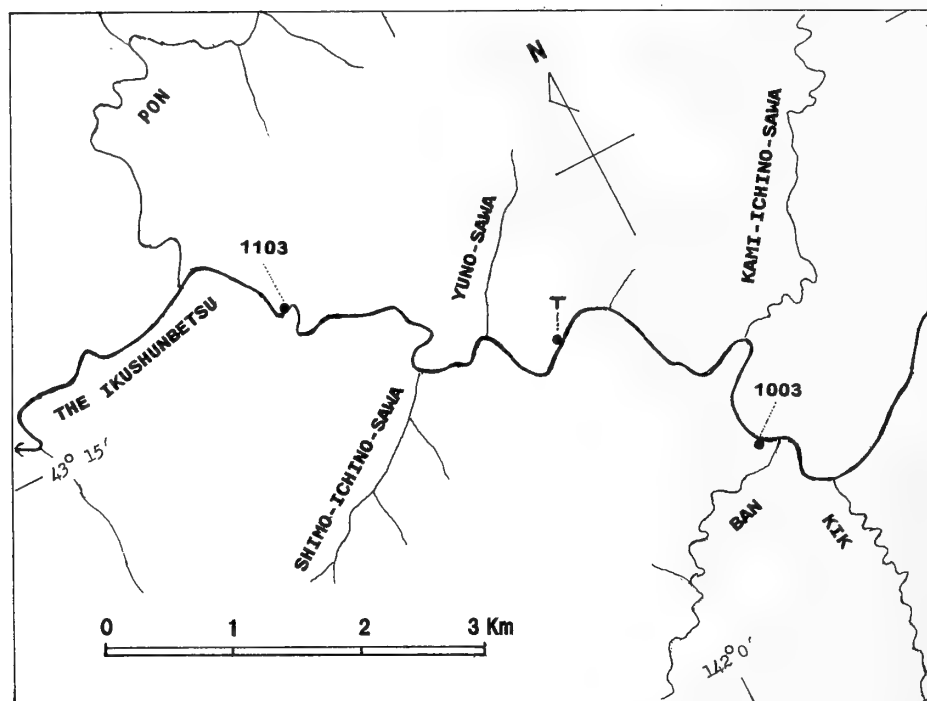 N
PON
KAMI-ICHINO-SAWA
1103
YUNO-SAWA
T
THE IKUSHUNBETSU
1003
43° 15′
SHIMO-ICHINO-SAWA
BAN
KIK
0 1 2 3 Km
142°0′